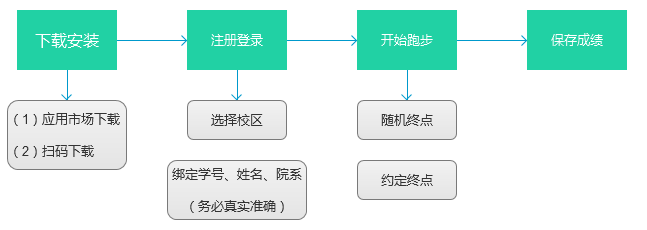 下载安装
注册登录
开始跑步
保存成绩
（1）应用市场下载
（2）扫码下载
选择校区
随机终点
绑定学号、姓名、院系
（务必真实准确）
约定终点